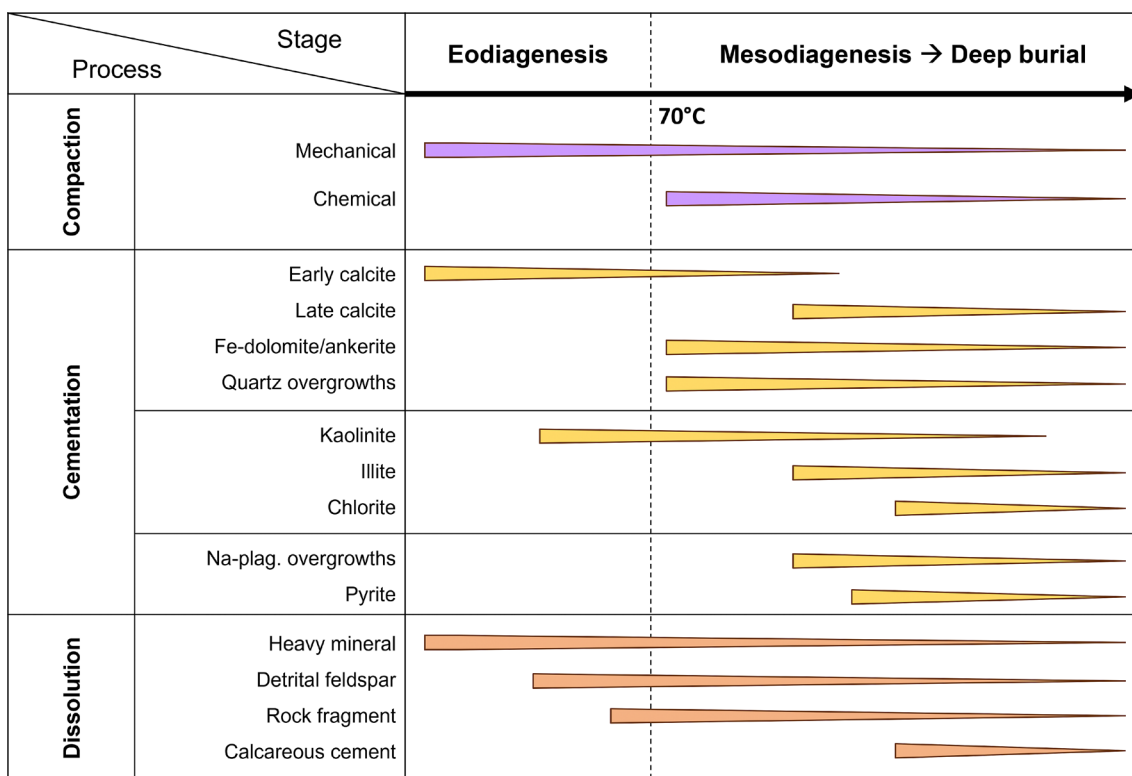 Stage
Process
Eodiagenesis
Mesodiagenesis → Deep burial
70°C
Compaction
Mechanical
Chemical
Cementation
Early calcite
Late calcite
Fe-dolomite/ankerite
Quartz overgrowths
Kaolinite
Illite
Chlorite
Na-plag. overgrowths
Pyrite
Dissolution
Heavy mineral
Detrital feldspar
Rock fragment
Calcareous cement